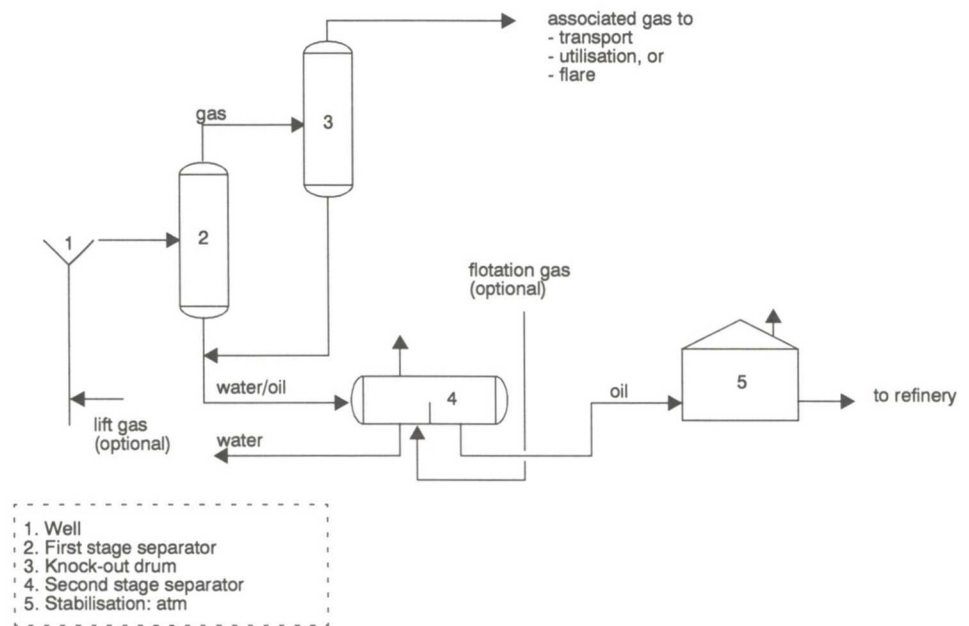 associated gas to
- transport
- utilisation, or
- flare
gas
3
1
2
flotation gas
(optional)
water/oil
4
oil
5
to refinery
lift gas
(optional)
water
1. Well
2. First stage separator
3. Knock-out drum
4. Second stage separator
5. Stabilisation: atm